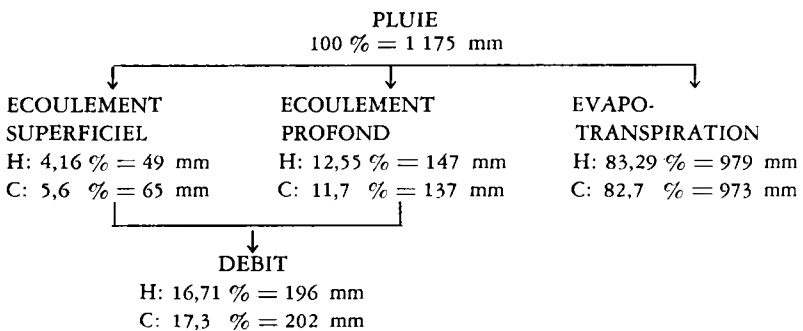 PLUIE
100 % = 1 175 mm
ECOULEMENT
SUPERFICIEL
H: 4,16 % = 49 mm
C: 5,6 % = 65 mm
ECOULEMENT
PROFOND
H: 12,55 % = 147 mm
C: 11,7 % = 137 mm
EVAPO-
TRANSPIRATION
H: 83,29 % = 979 mm
C: 82,7 % = 973 mm
DEBIT
H: 16,71 % = 196 mm
C: 17,3 % = 202 mm